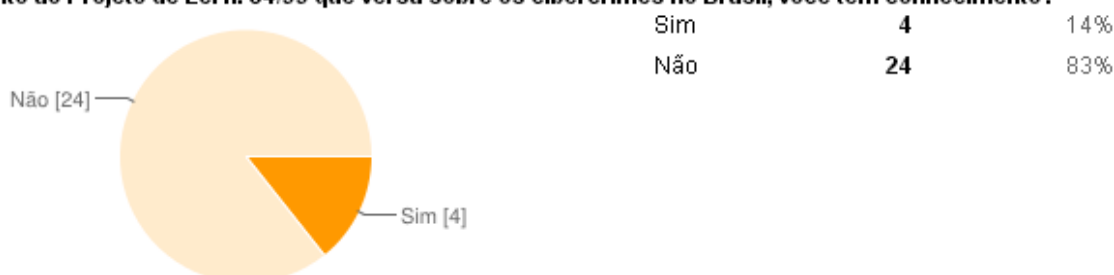 do Projeto de Lei n. 84/99 que versa sobre os cibercrimes no Brasil, você tem conhecimento?
Sim 4 14%
Não 24 83%
Não [24]
Sim [4]